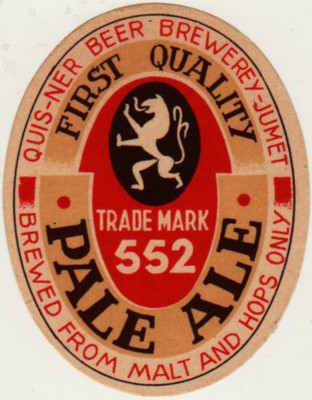 QUIS-NER BEER BREWEREY-JUMET
FIRST QUALITY
TRADE MARK
552
PALE ALE
BREWED FROM MALT AND HOPS ONLY